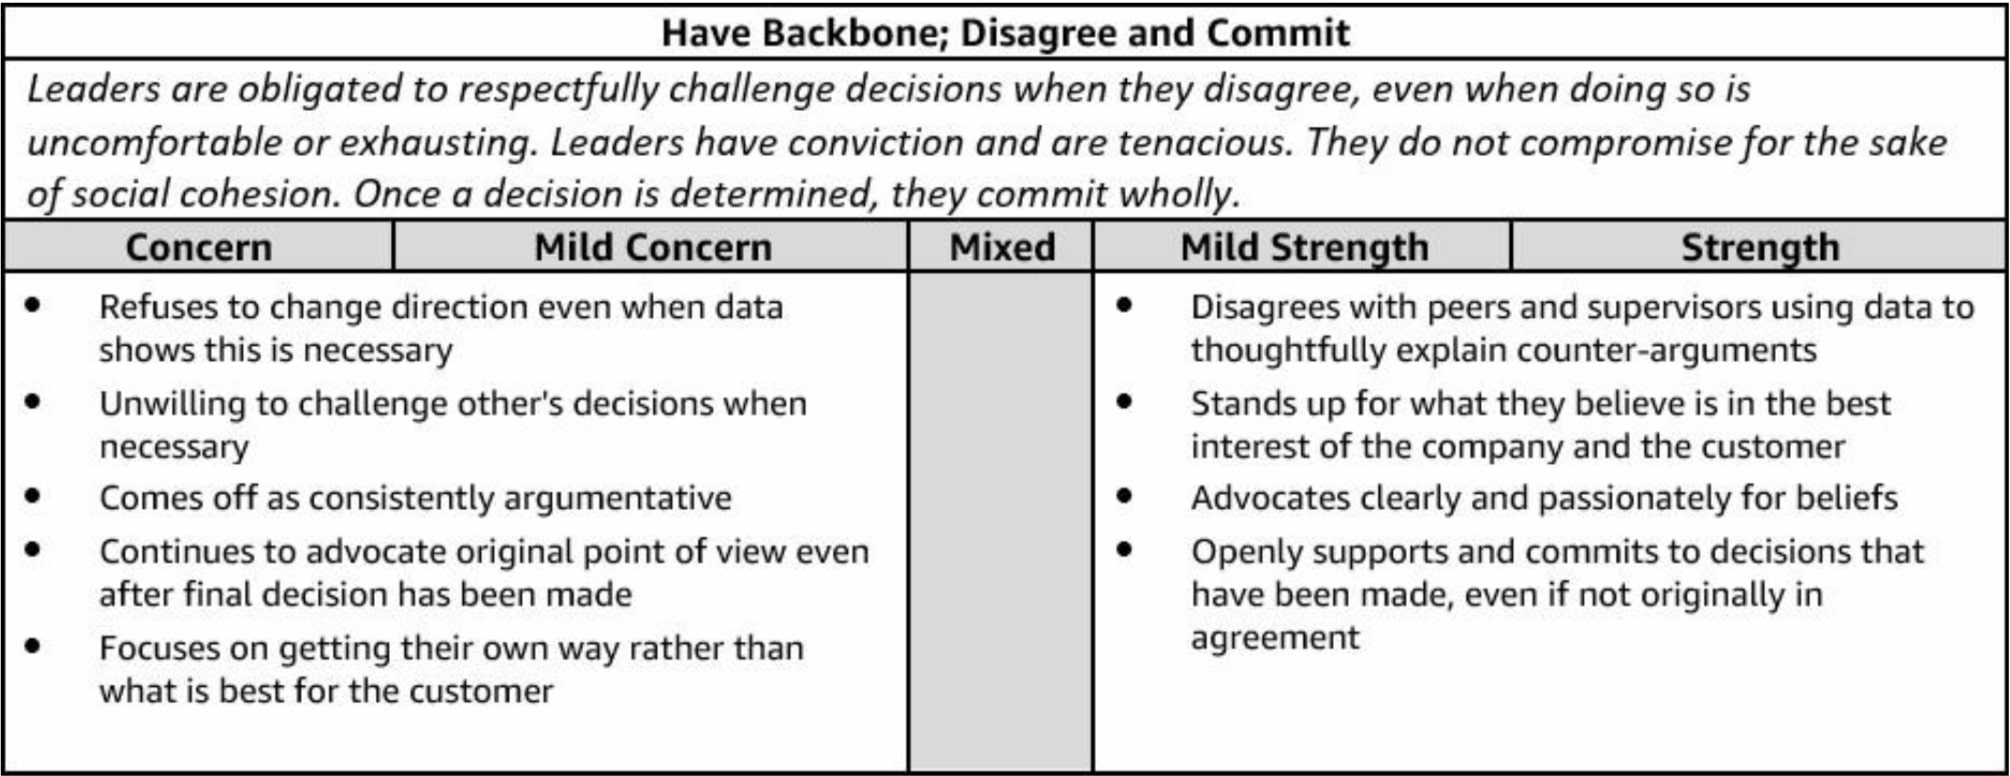 Have Backbone; Disagree and Commit
Leaders are obligated to respectfully challenge decisions when they disagree, even when doing so is
uncomfortable or exhausting. Leaders have conviction and are tenacious. They do not compromise for the sake
of social cohesion. Once a decision is determined, they commit wholly.
Concern Mild Concern Mixed Mild Strength Strength
• Refuses to change direction even when data
shows this is necessary
• Unwilling to challenge other's decisions when
necessary
• Comes off as consistently argumentative
• Continues to advocate original point of view even
after final decision has been made
• Focuses on getting their own way rather than
what is best for the customer
• Disagrees with peers and supervisors using data to
thoughtfully explain counter-arguments
• Stands up for what they believe is in the best
interest of the company and the customer
• Advocates clearly and passionately for beliefs
• Openly supports and commits to decisions that
have been made, even if not originally in
agreement